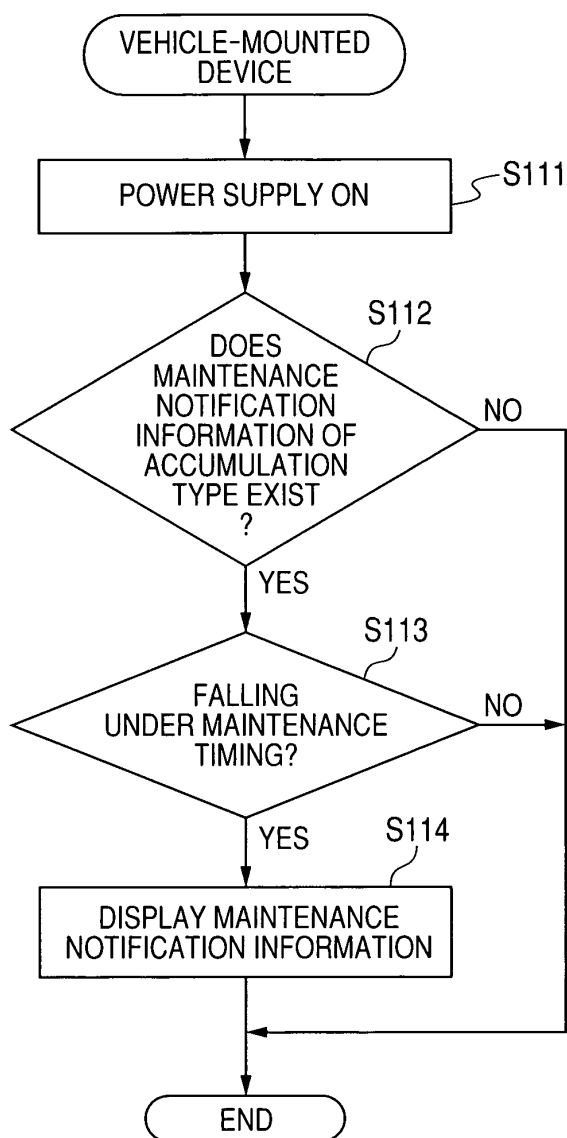 VEHICLE-MOUNTED
DEVICE
POWER SUPPLY ON
S111
S112
DOES
MAINTENANCE
NOTIFICATION
INFORMATION OF
ACCUMULATION
TYPE EXIST
?
NO
YES
S113
FALLING
UNDER MAINTENANCE
TIMING?
NO
YES
S114
DISPLAY MAINTENANCE
NOTIFICATION INFORMATION
END